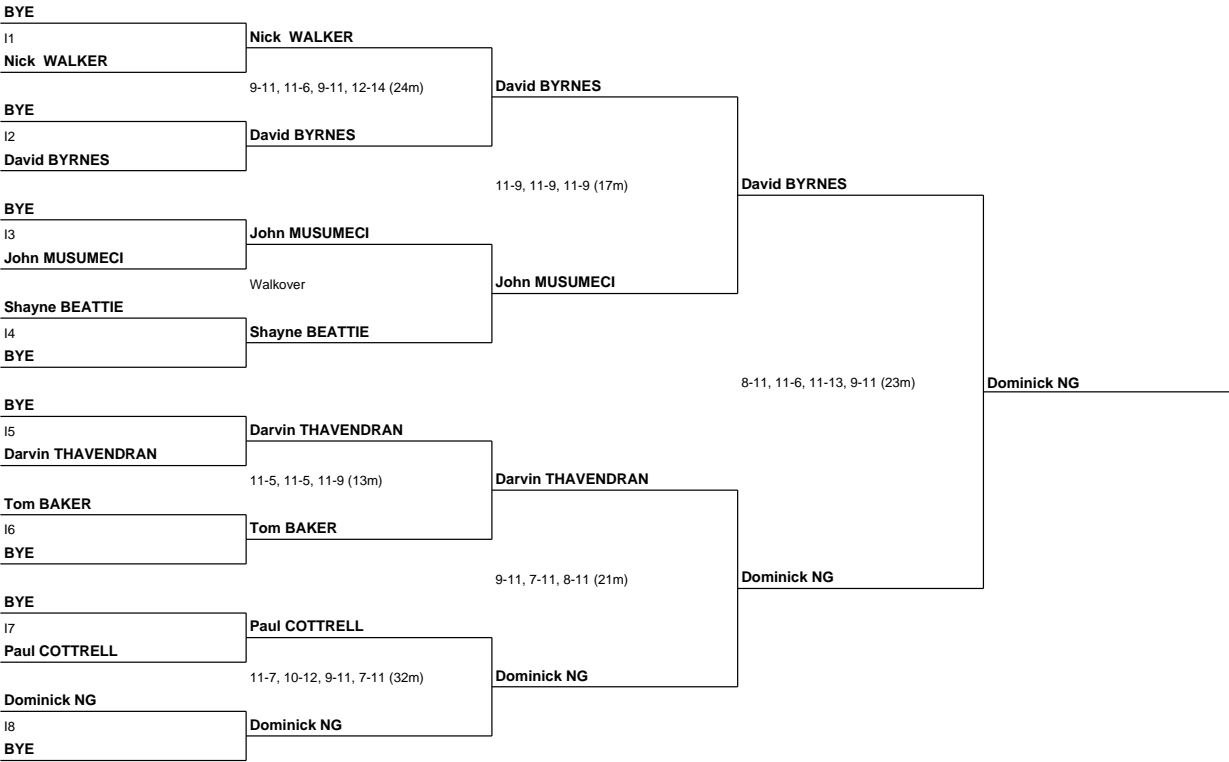 BYE
I1
Nick WALKER
BYE
I2
David BYRNES
BYE
I3
John MUSUMECI
Shayne BEATTIE
I4
BYE
BYE
I5
Darvin THAVENDRAN
Tom BAKER
I6
BYE
BYE
I7
Paul COTTRELL
Dominick NG
I8
BYE
Nick WALKER
9-11, 11-6, 9-11, 12-14 (24m)
David BYRNES
John MUSUMECI
Walkover
Shayne BEATTIE
Darvin THAVENDRAN
11-5, 11-5, 11-9 (13m)
Tom BAKER
Paul COTTRELL
11-7, 10-12, 9-11, 7-11 (32m)
Dominick NG
David BYRNES
11-9, 11-9, 11-9 (17m)
John MUSUMECI
Darvin THAVENDRAN
9-11, 7-11, 8-11 (21m)
Dominick NG
David BYRNES
8-11, 11-6, 11-13, 9-11 (23m)
Dominick NG
Dominick NG